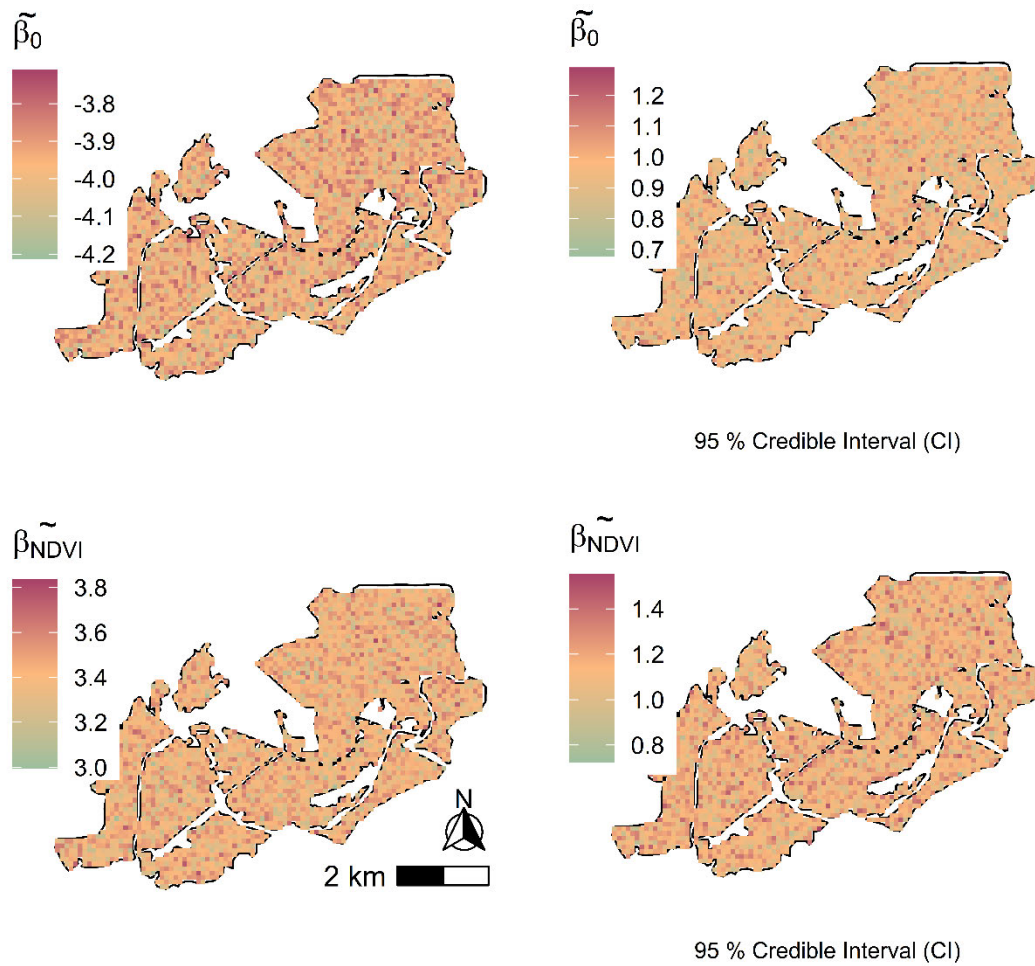 β̃₀
-3.8
-3.9
-4.0
-4.1
-4.2
β̃₀
1.2
1.1
1.0
0.9
0.8
0.7
95 % Credible Interval (CI)
β̃NDVI
3.8
3.6
3.4
3.2
3.0
N
2 km
β̃NDVI
1.4
1.2
1.0
0.8
95 % Credible Interval (CI)